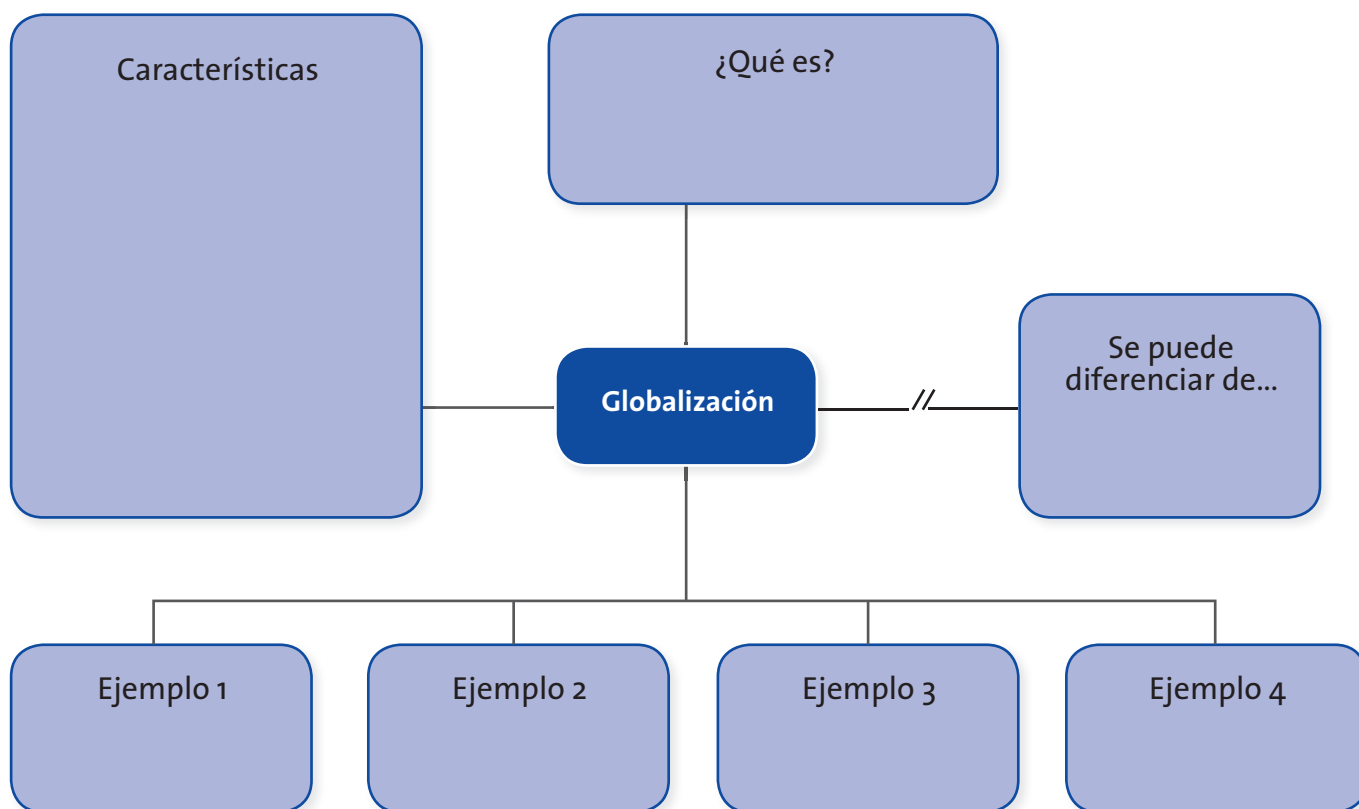 Características
¿Qué es?
Se puede
diferenciar de...
Globalización
Ejemplo 1
Ejemplo 2
Ejemplo 3
Ejemplo 4